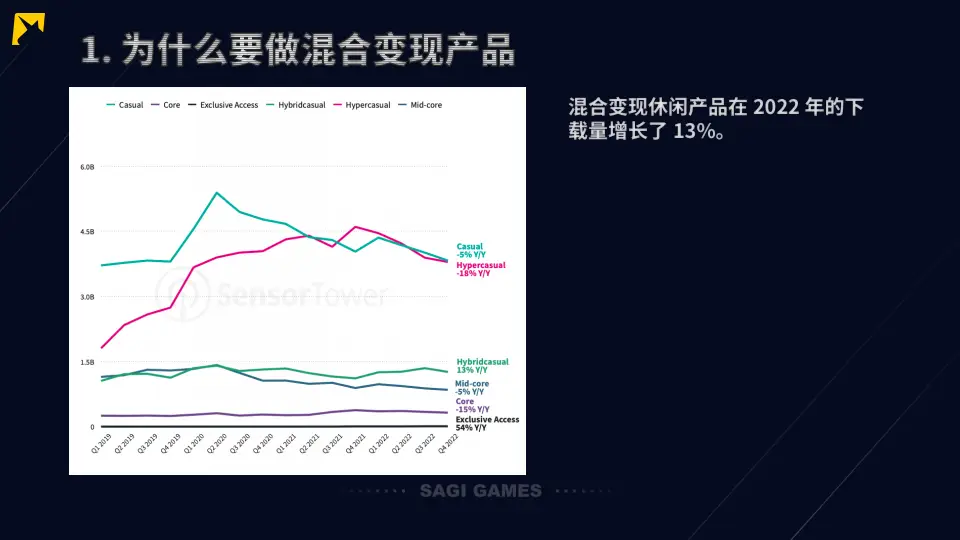 1. 为什么要做混合变现产品
Casual Core Exclusive Access Hybridcasual Hypercasual Mid-core
混合变现休闲产品在 2022 年的下
载量增长了 13%。
6.0B
4.5B
3.0B
1.5B
0
SensorTower
Casual
-5% Y/Y
Hypercasual
-18% Y/Y
Hybridcasual
13% Y/Y
Mid-core
-5% Y/Y
Core
-15% Y/Y
Exclusive Access
54% Y/Y
Q1 2019 Q2 2019 Q3 2019 Q4 2019 Q1 2020 Q2 2020 Q3 2020 Q4 2020 Q1 2021 Q2 2021 Q3 2021 Q4 2021 Q1 2022 Q2 2022 Q3 2022 Q4 2022
SAGI GAMES